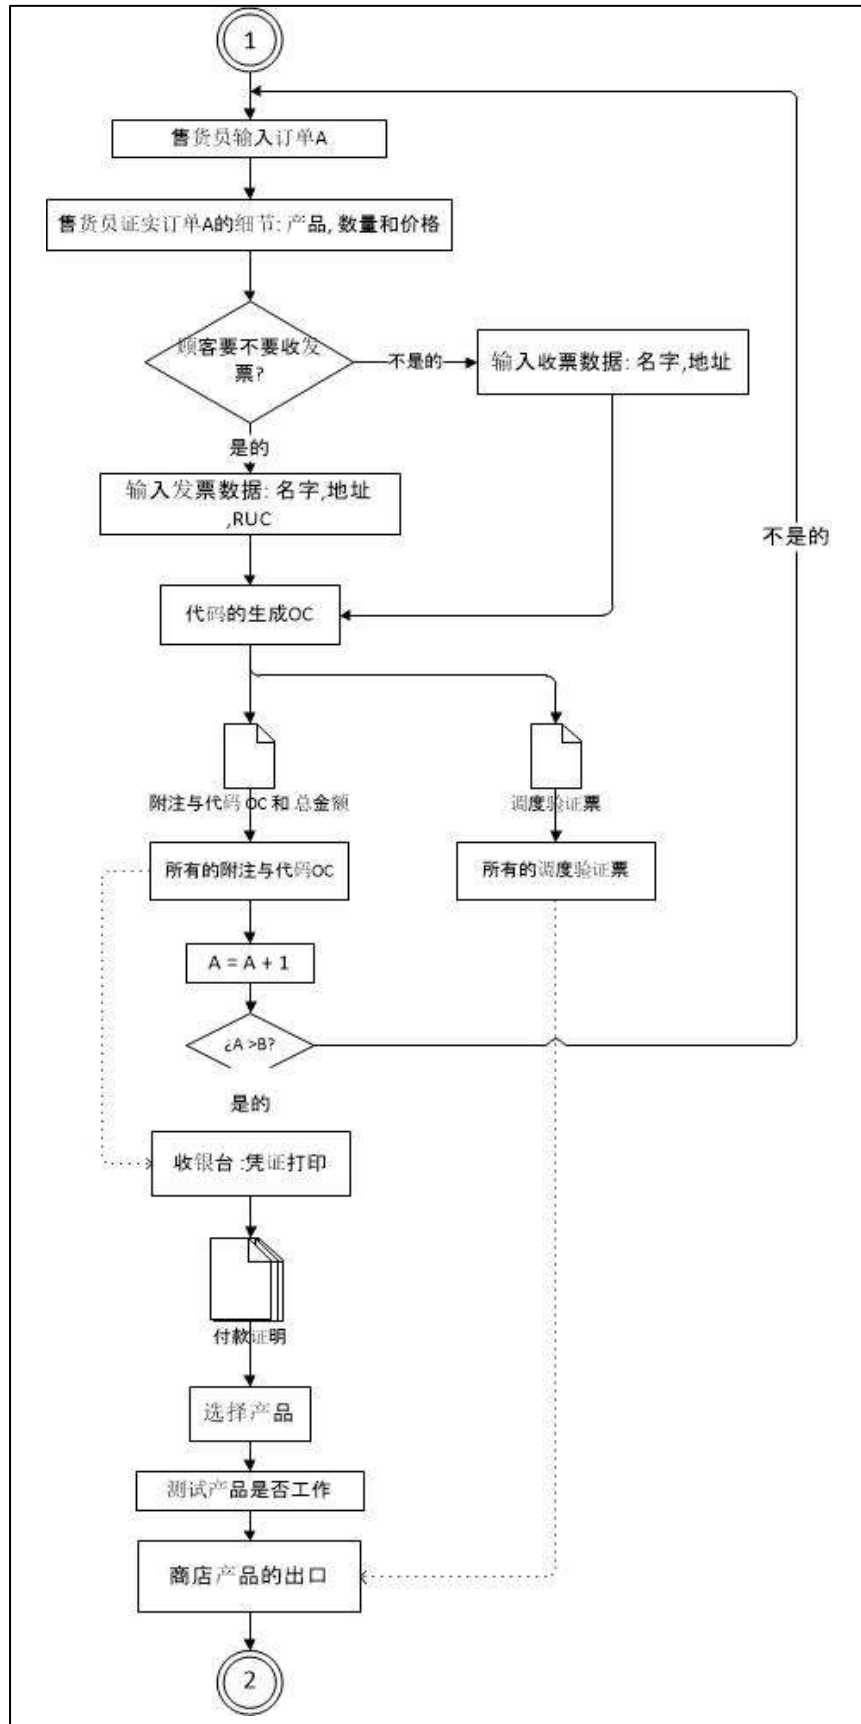 1
售货员输入订单A
售货员证实订单A的细节: 产品, 数量和价格
顾客要不要收发
票?
不是的
输入收票数据: 名字,地址
是的
输入发票数据: 名字,地址
,RUC
不是的
代码的生成OC
附注与代码 OC 和 总金额
调度验证票
所有的附注与代码OC
所有的调度验证票
A = A + 1
¿A >B?
是的
收银台 :凭证打印
付款证明
选择产品
测试产品是否工作
商店产品的出口
2